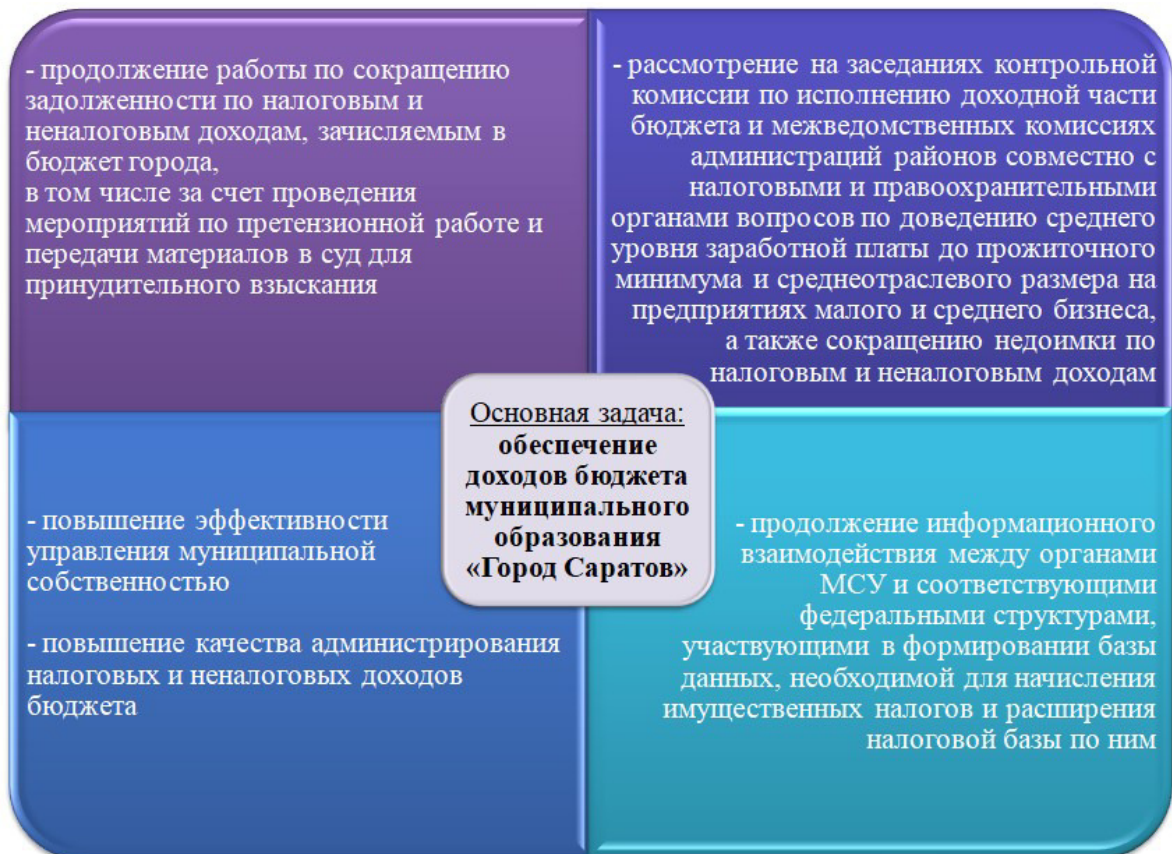 - продолжение работы по сокращению
задолженности по налоговым и
неналоговым доходам, зачисляемым в
бюджет города,
в том числе за счет проведения
мероприятий по претензионной работе и
передачи материалов в суд для
принудительного взыскания
- рассмотрение на заседаниях контрольной
комиссии по исполнению доходной части
бюджета и межведомственных комиссиях
администраций районов совместно с
налоговыми и правоохранительными
органами вопросов по доведению среднего
уровня заработной платы до прожиточного
минимума и среднеотраслевого размера на
предприятиях малого и среднего бизнеса,
а также сокращению недоимки по
налоговым и неналоговым доходам
Основная задача:
обеспечение
доходов бюджета
муниципального
образования
«Город Саратов»
- повышение эффективности
управления муниципальной
собственностью
- повышение качества администрирования
налоговых и неналоговых доходов
бюджета
- продолжение информационного
взаимодействия между органами
МСУ и соответствующими
федеральными структурами,
участвующими в формировании базы
данных, необходимой для начисления
имущественных налогов и расширения
налоговой базы по ним